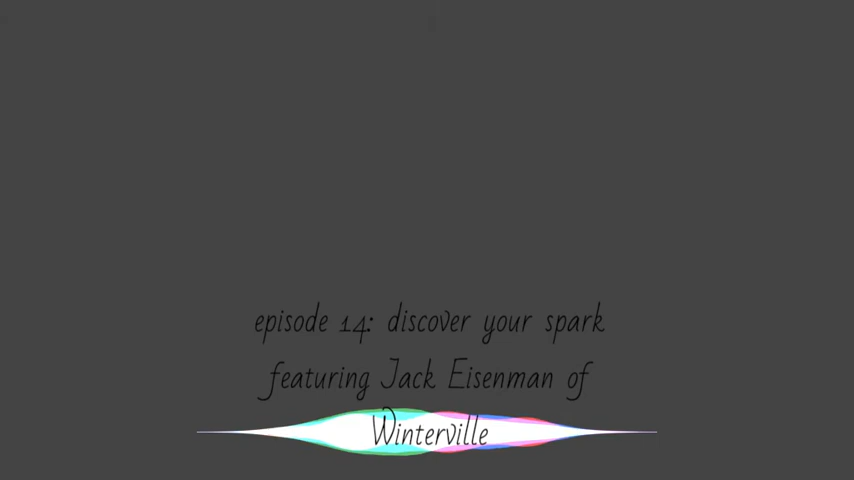 episode 14: discover your spark
featuring Jack Eisenman of
Winterville